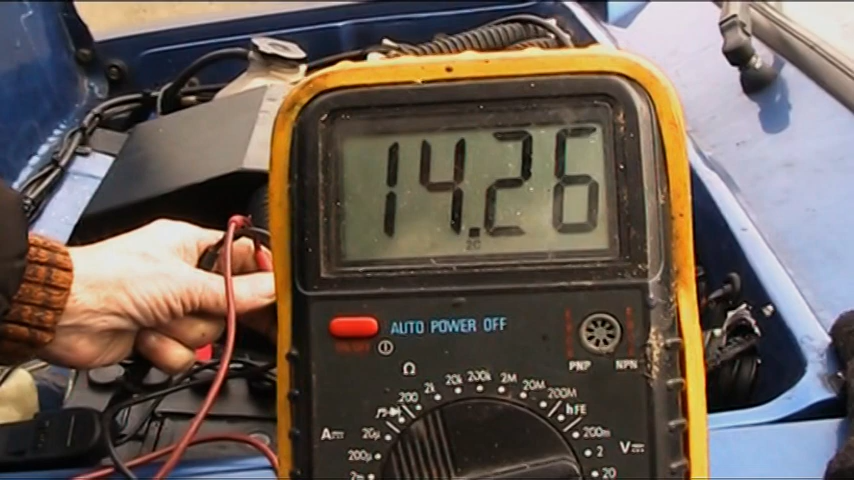 14.26
20
AUTO POWER OFF
PNP NPN
Ω
200 2k 20k 200k 2M 20M 200M
hFE
A 20µ 200m V
200µ 2
2m 20